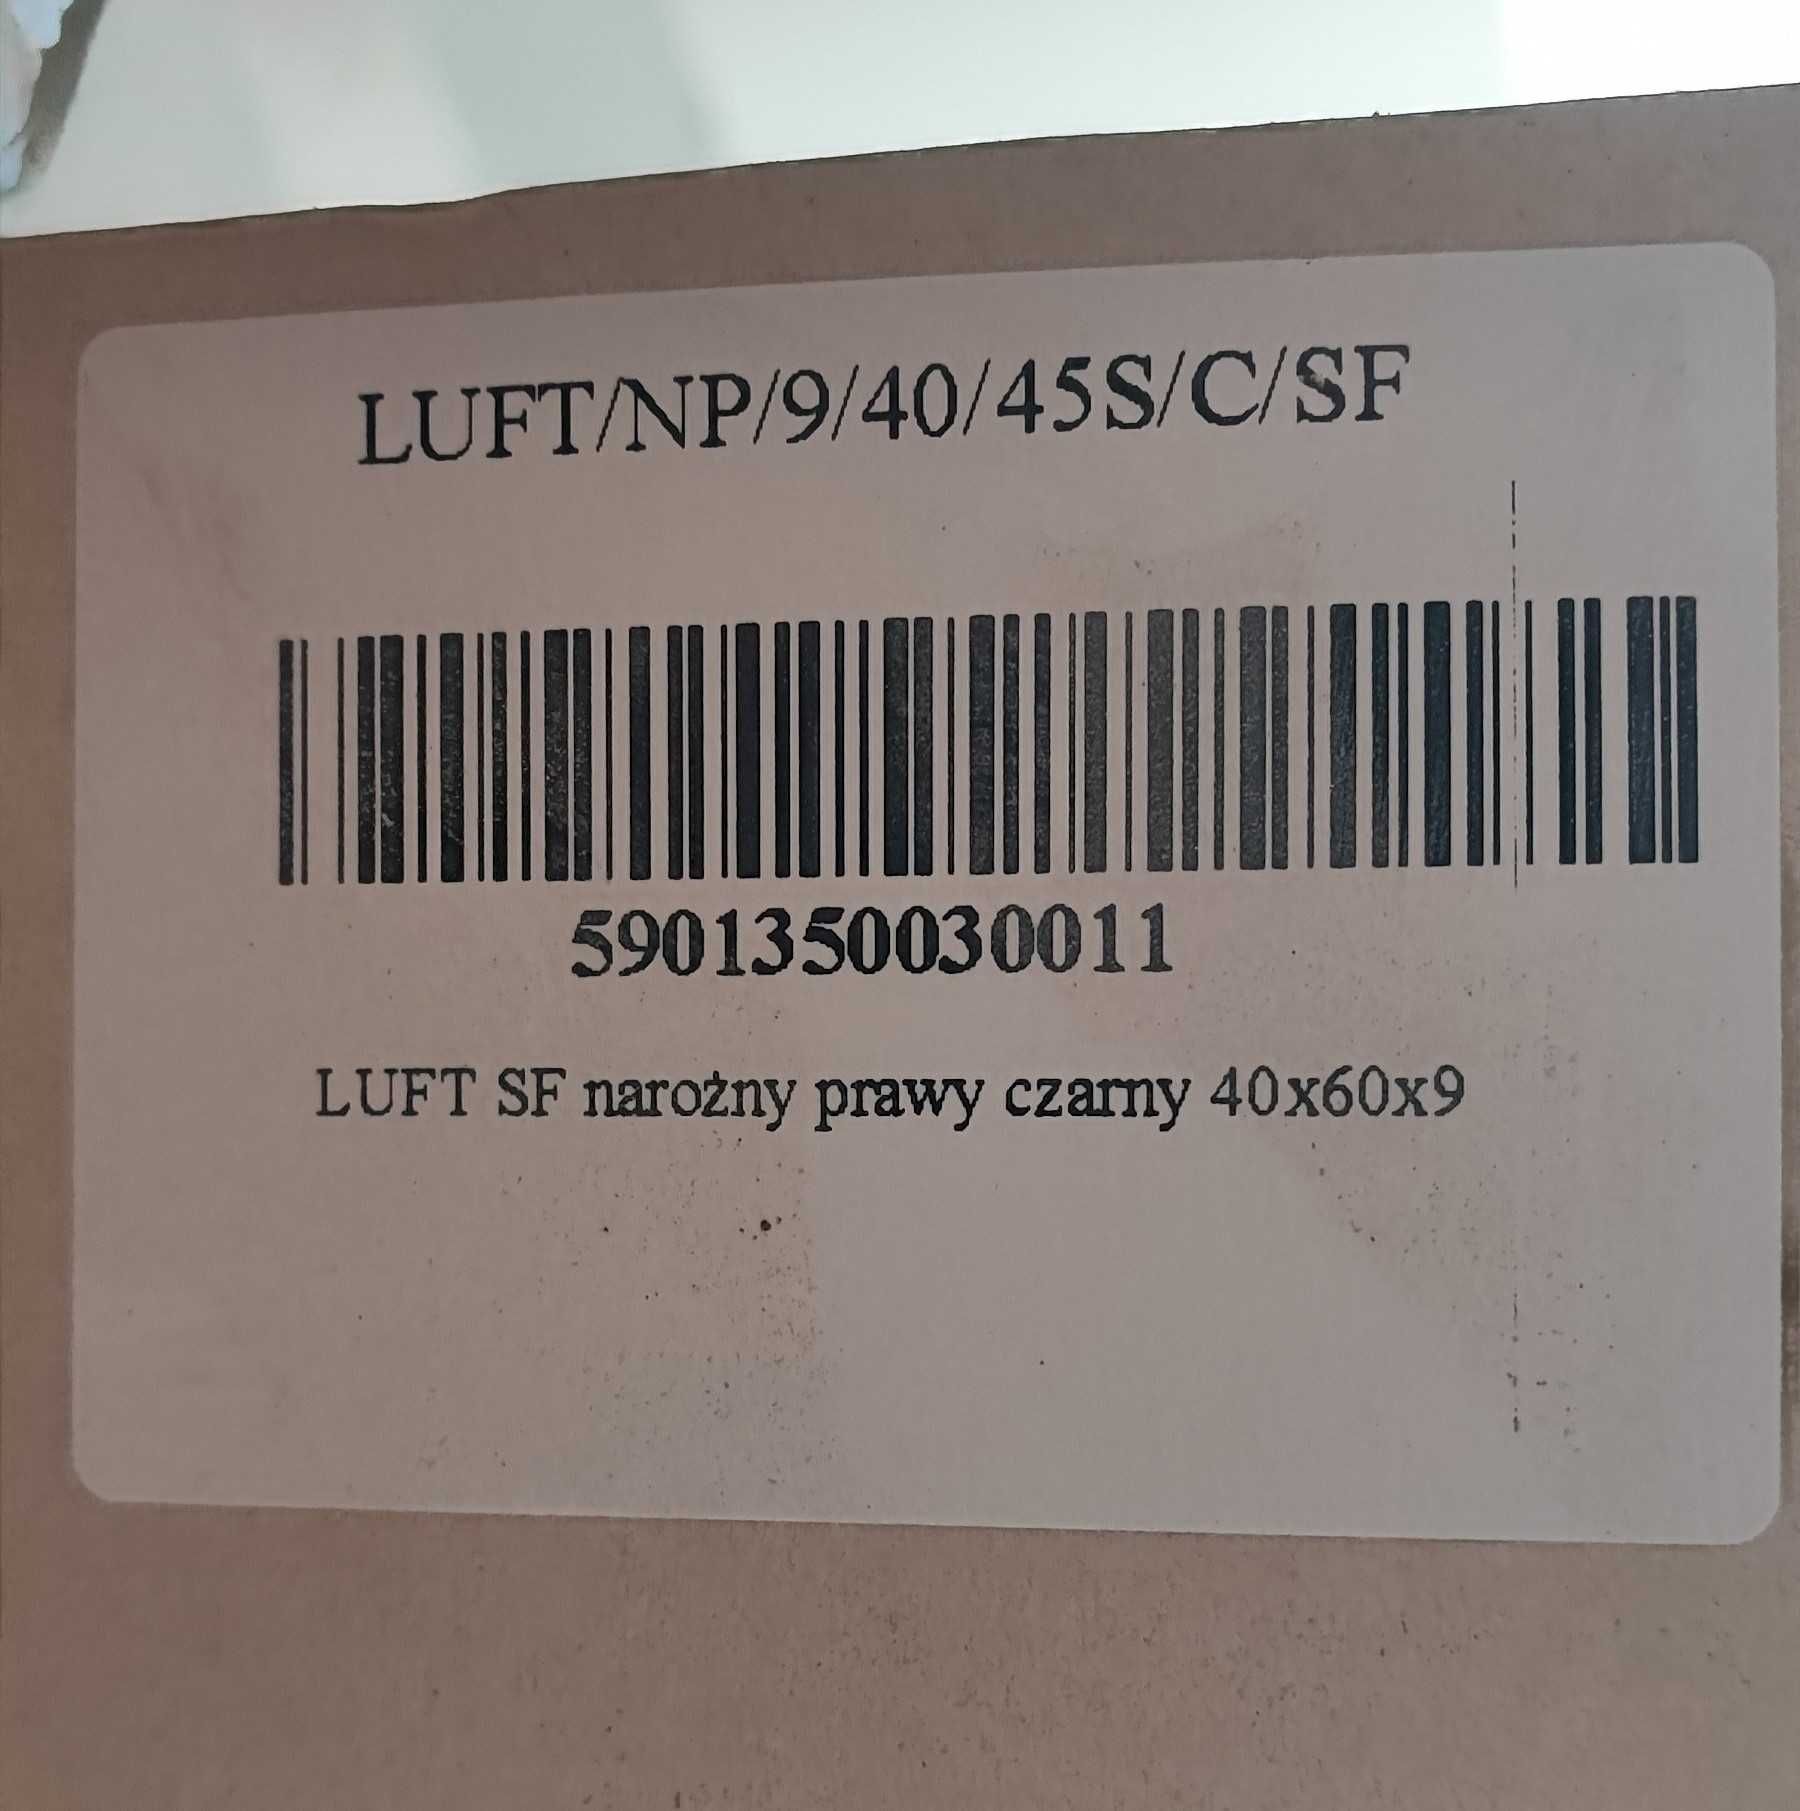 LUFT/NP/9/40/45S/C/SF
5901350030011
LUFT SF narożny prawy czarny 40x60x9